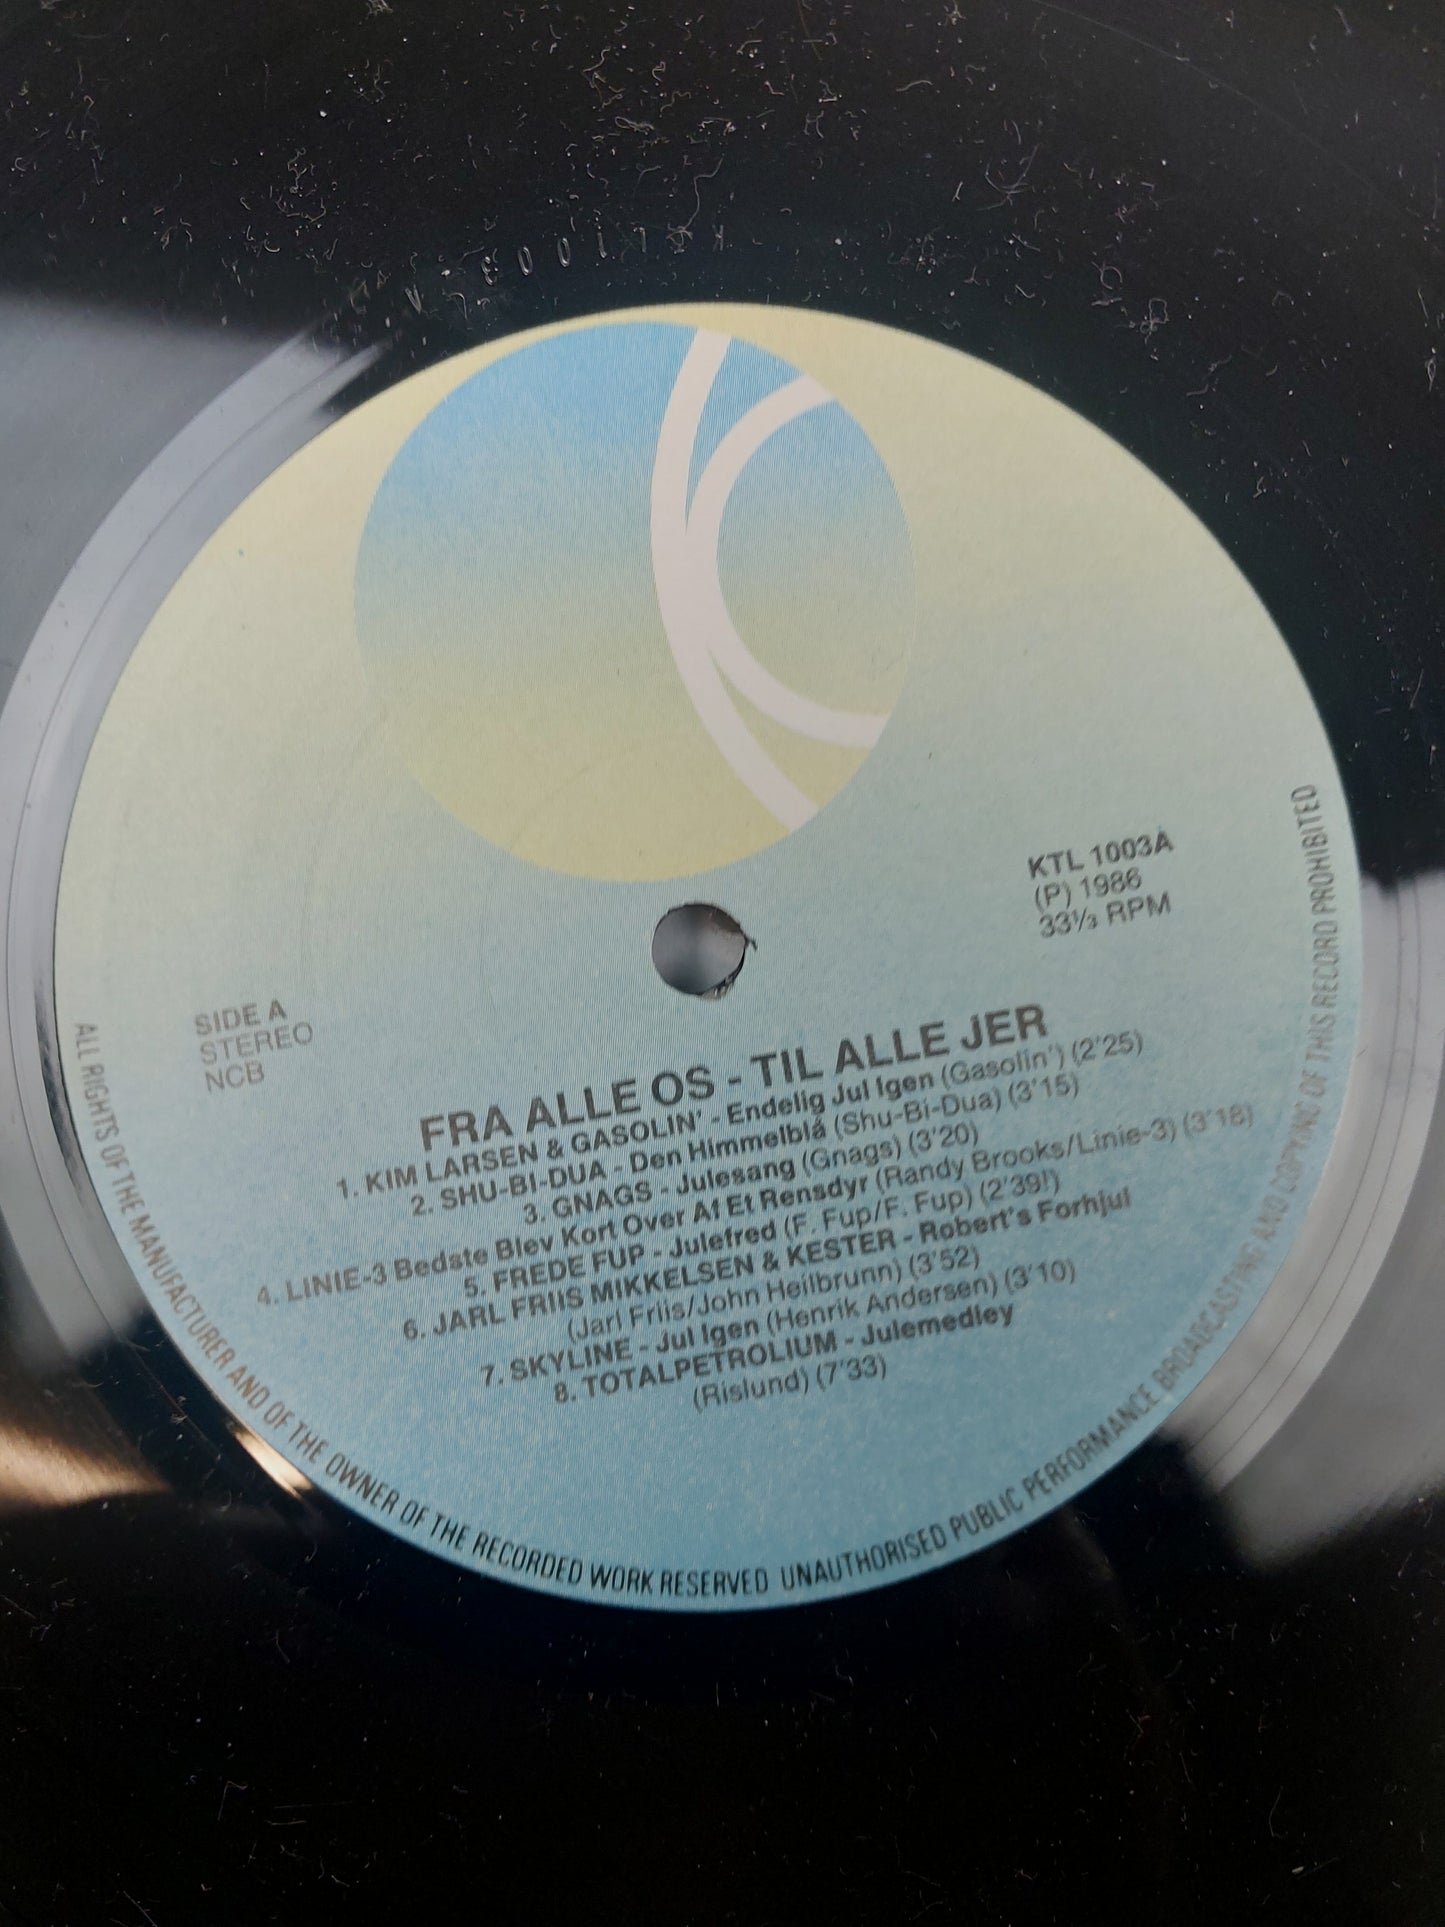 KTL 1003 A
KTL 1003A
(P) 1986
33⅓ RPM
SIDE A
STEREO
NCB
FRA ALLE OS - TIL ALLE JER
1. KIM LARSEN & GASOLIN' - Endelig Jul Igen (Gasolin') (2'25)
2. SHU-BI-DUA - Den Himmelblå (Shu-Bi-Dua) (3'15)
3. GNAGS - Julesang (Gnags) (3'20)
4. LINIE-3 Bedste Blev Kort Over Af Et Rensdyr (Randy Brooks/Linie-3) (3'18)
5. FREDE FUP - Julefred (F. Fup/F. Fup) (2'39!)
6. JARL FRIIS MIKKELSEN & KESTER - Robert's Forhjul
(Jarl Friis/John Heilbrunn) (3'52)
7. SKYLINE - Jul Igen (Henrik Andersen) (3'10)
8. TOTALPETROLIUM - Julemedley
(Rislund) (7'33)
ALL RIGHTS OF THE MANUFACTURER AND OF THE OWNER OF THE RECORDED WORK RESERVED UNAUTHORISED PUBLIC PERFORMANCE BROADCASTING AND COPYING OF THIS RECORD PROHIBITED